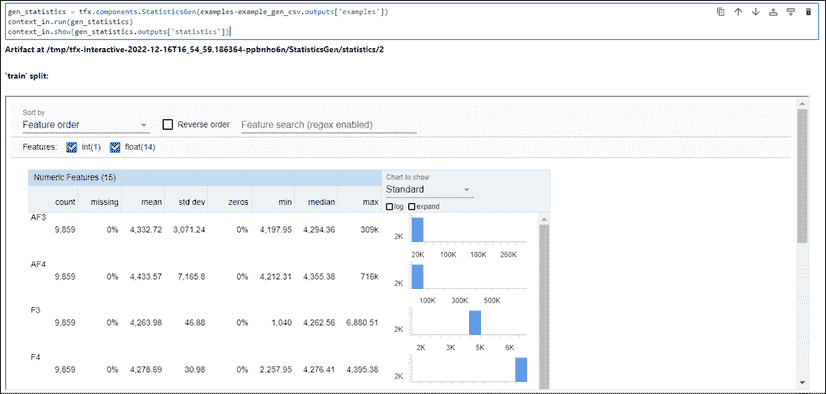 gen_statistics = tfx.components.StatisticsGen(examples-example_gen_csv.outputs['examples'])
context_in.run(gen_statistics)
context_in.show(gen_statistics.outputs['statistics'])
Artifact at /tmp/tfx-interactive-2022-12-16T16_54_59.186364-ppbnho6n/StatisticsGen/statistics/2
'train' split:
Sort by
Feature order Reverse order Feature search (regex enabled)
Features: int(1) float(14)
Numeric Features (15) Chart to show
Standard
count missing mean std dev zeros min median max log expand
AF3
9,859 0% 4,332.72 3,071.24 0% 4,197.95 4,294.36 309k 2K
20K 100K 180K 260K
AF4
9,859 0% 4,433.57 7,165.8 0% 4,212.31 4,355.38 716k 2K
100K 300K 500K
F3
9,859 0% 4,263.98 46.88 0% 1,040 4,262.56 6,880.51 2K
2K 3K 5K 6K
F4
9,859 0% 4,278.69 30.98 0% 2,257.95 4,276.41 4,395.38 2K